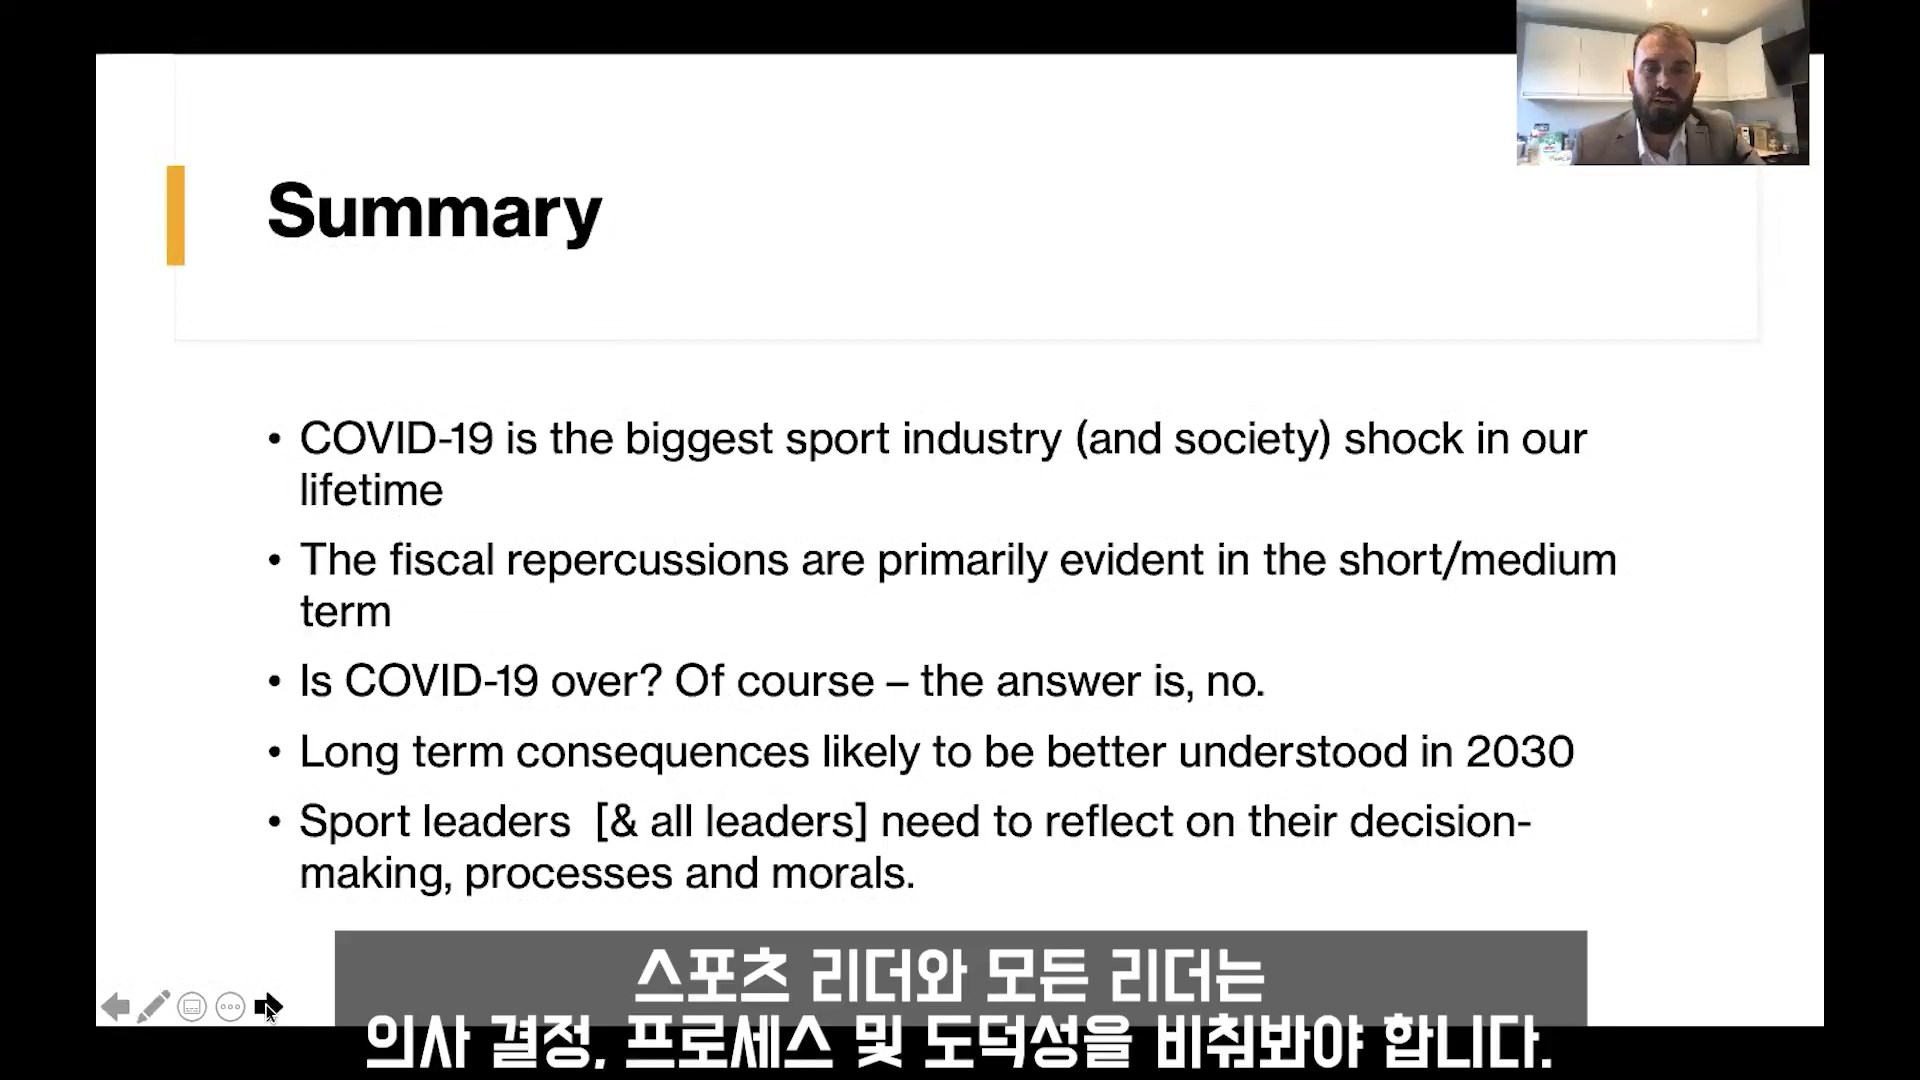 Summary
• COVID-19 is the biggest sport industry (and society) shock in our
lifetime
• The fiscal repercussions are primarily evident in the short/medium
term
• Is COVID-19 over? Of course – the answer is, no.
• Long term consequences likely to be better understood in 2030
• Sport leaders  [& all leaders] need to reflect on their decision-
making, processes and morals.
스포츠 리더와 모든 리더는
의사 결정, 프로세스 및 도덕성을 비춰봐야 합니다.